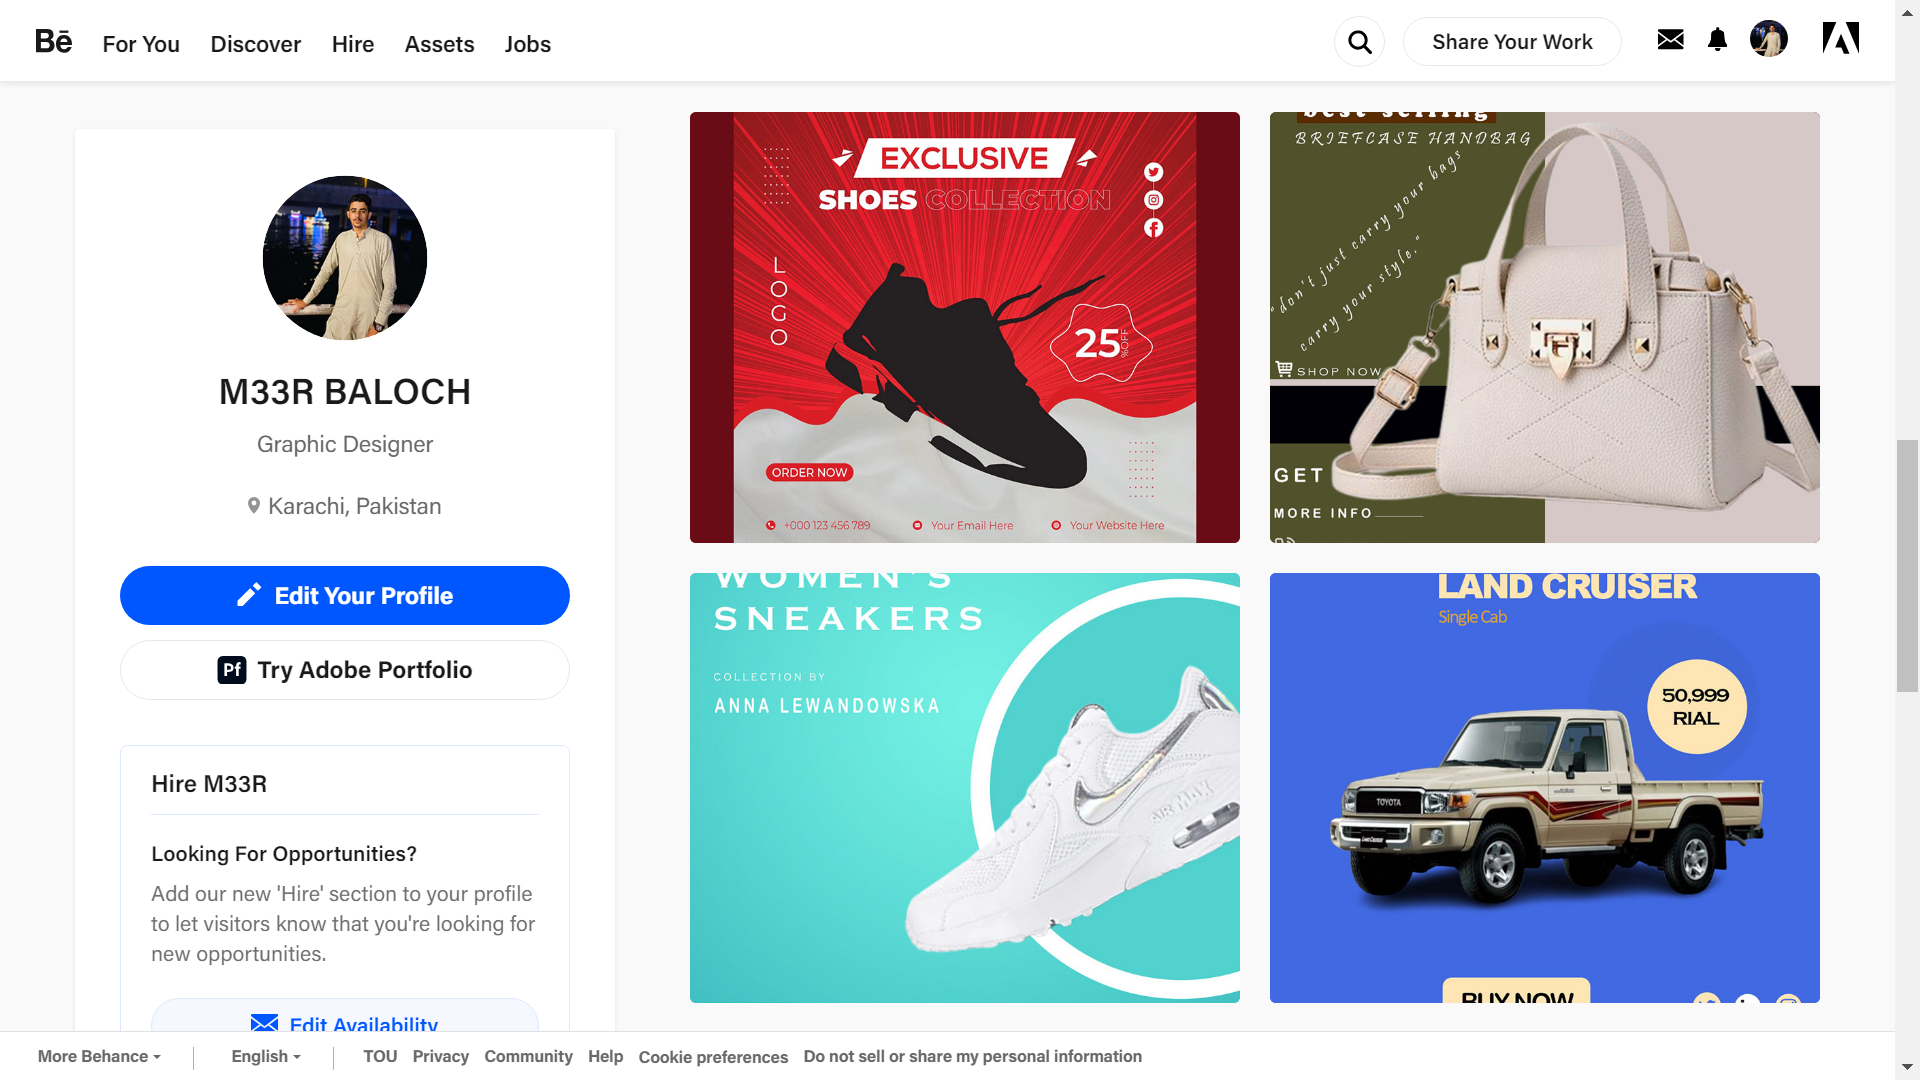 Bē
For You
Discover
Hire
Assets
Jobs
Share Your Work
M33R BALOCH
Graphic Designer
Karachi, Pakistan
Edit Your Profile
Pf Try Adobe Portfolio
Hire M33R
Looking For Opportunities?
Add our new 'Hire' section to your profile
to let visitors know that you're looking for
new opportunities.
Edit Availability
EXCLUSIVE
SHOES COLLECTION
LOGO
25 %OFF
ORDER NOW
+000 123 456 789
Your Email Here
Your Website Here
best selling
BRIEFCASE HANDBAG
"don't just carry your bags
carry your style."
SHOP NOW
GET
MORE INFO
WOMEN'S
SNEAKERS
COLLECTION BY
ANNA LEWANDOWSKA
AIR MAX
LAND CRUISER
Single Cab
50,999
RIAL
TOYOTA
BUY NOW
More Behance
English
TOU
Privacy
Community
Help
Cookie preferences
Do not sell or share my personal information